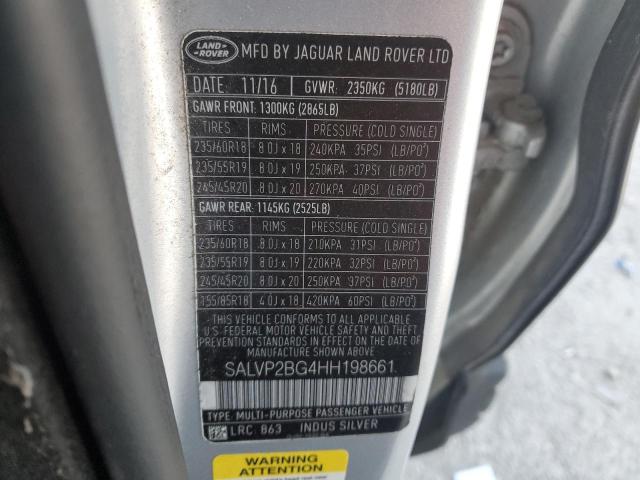 LAND ROVER MFD BY JAGUAR LAND ROVER LTD
DATE 11/16 GVWR: 2350KG (5180LB)
GAWR FRONT: 1300KG (2865LB)
TIRES RIMS PRESSURE (COLD SINGLE)
235/60R18 8.0J x 18 240KPA 35PSI (LB/PO²)
235/55R19 8.0J x 19 250KPA 37PSI (LB/PO²)
245/45R20 8.0J x 20 270KPA 40PSI (LB/PO²)
GAWR REAR: 1145KG (2525LB)
TIRES RIMS PRESSURE (COLD SINGLE)
235/60R18 8.0J x 18 210KPA 31PSI (LB/PO²)
235/55R19 8.0J x 19 220KPA 32PSI (LB/PO²)
245/45R20 8.0J x 20 250KPA 37PSI (LB/PO²)
155/85R18 4.0J x 18 420KPA 60PSI (LB/PO²)
THIS VEHICLE CONFORMS TO ALL APPLICABLE
U.S. FEDERAL MOTOR VEHICLE SAFETY AND THEFT
PREVENTION STANDARDS IN EFFECT ON THE DATE
OF MANUFACTURE SHOWN ABOVE.
SALVP2BG4HH198661
TYPE: MULTI-PURPOSE PASSENGER VEHICLE
LRC: 863 INDUS SILVER
WARNING
ATTENTION